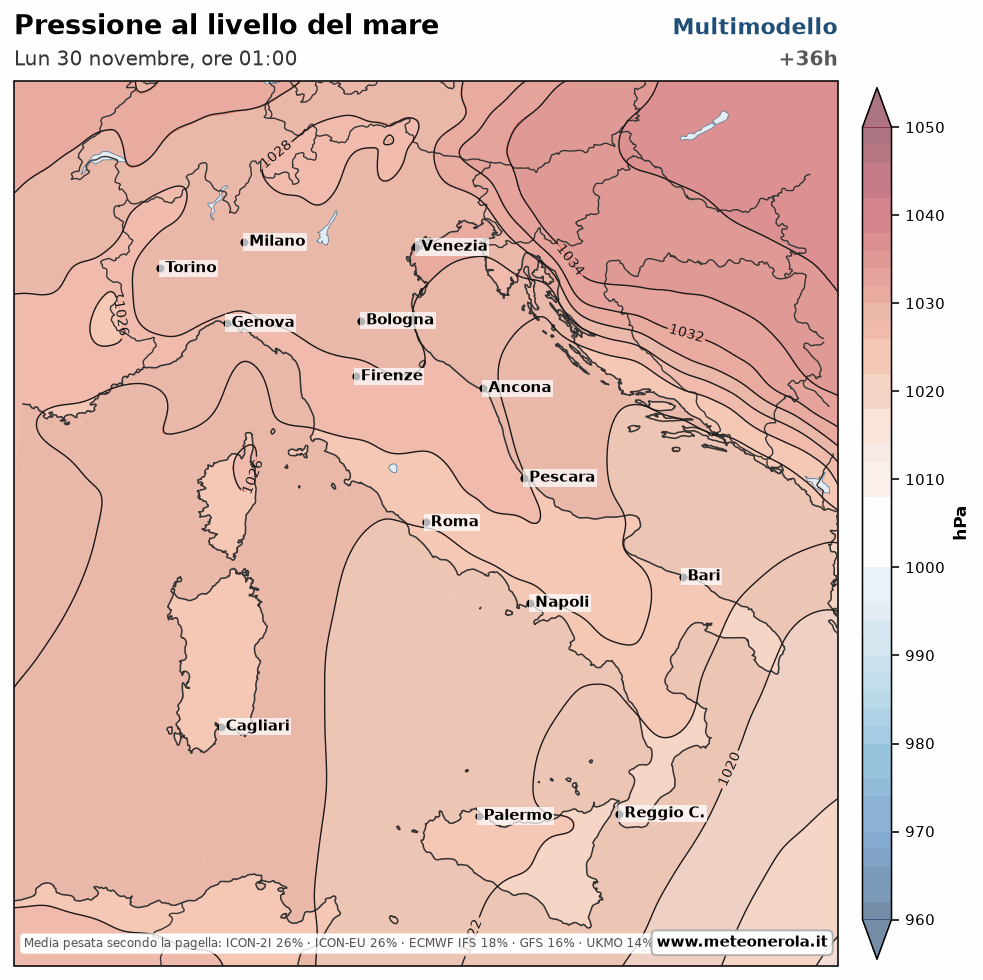 Pressione al livello del mare
Multimodello
Lun 30 novembre, ore 01:00
+36h
1028
1034
1026
1032
1026
1020
Milano
Venezia
Torino
Genova
Bologna
Firenze
Ancona
Pescara
Roma
Bari
Napoli
Cagliari
Palermo
Reggio C.
1050
1040
1030
1020
1010
1000
990
980
970
960
hPa
Media pesata secondo la pagella: ICON-2I 26% · ICON-EU 26% · ECMWF IFS 18% · GFS 16% · UKMO 14%
www.meteonerola.it